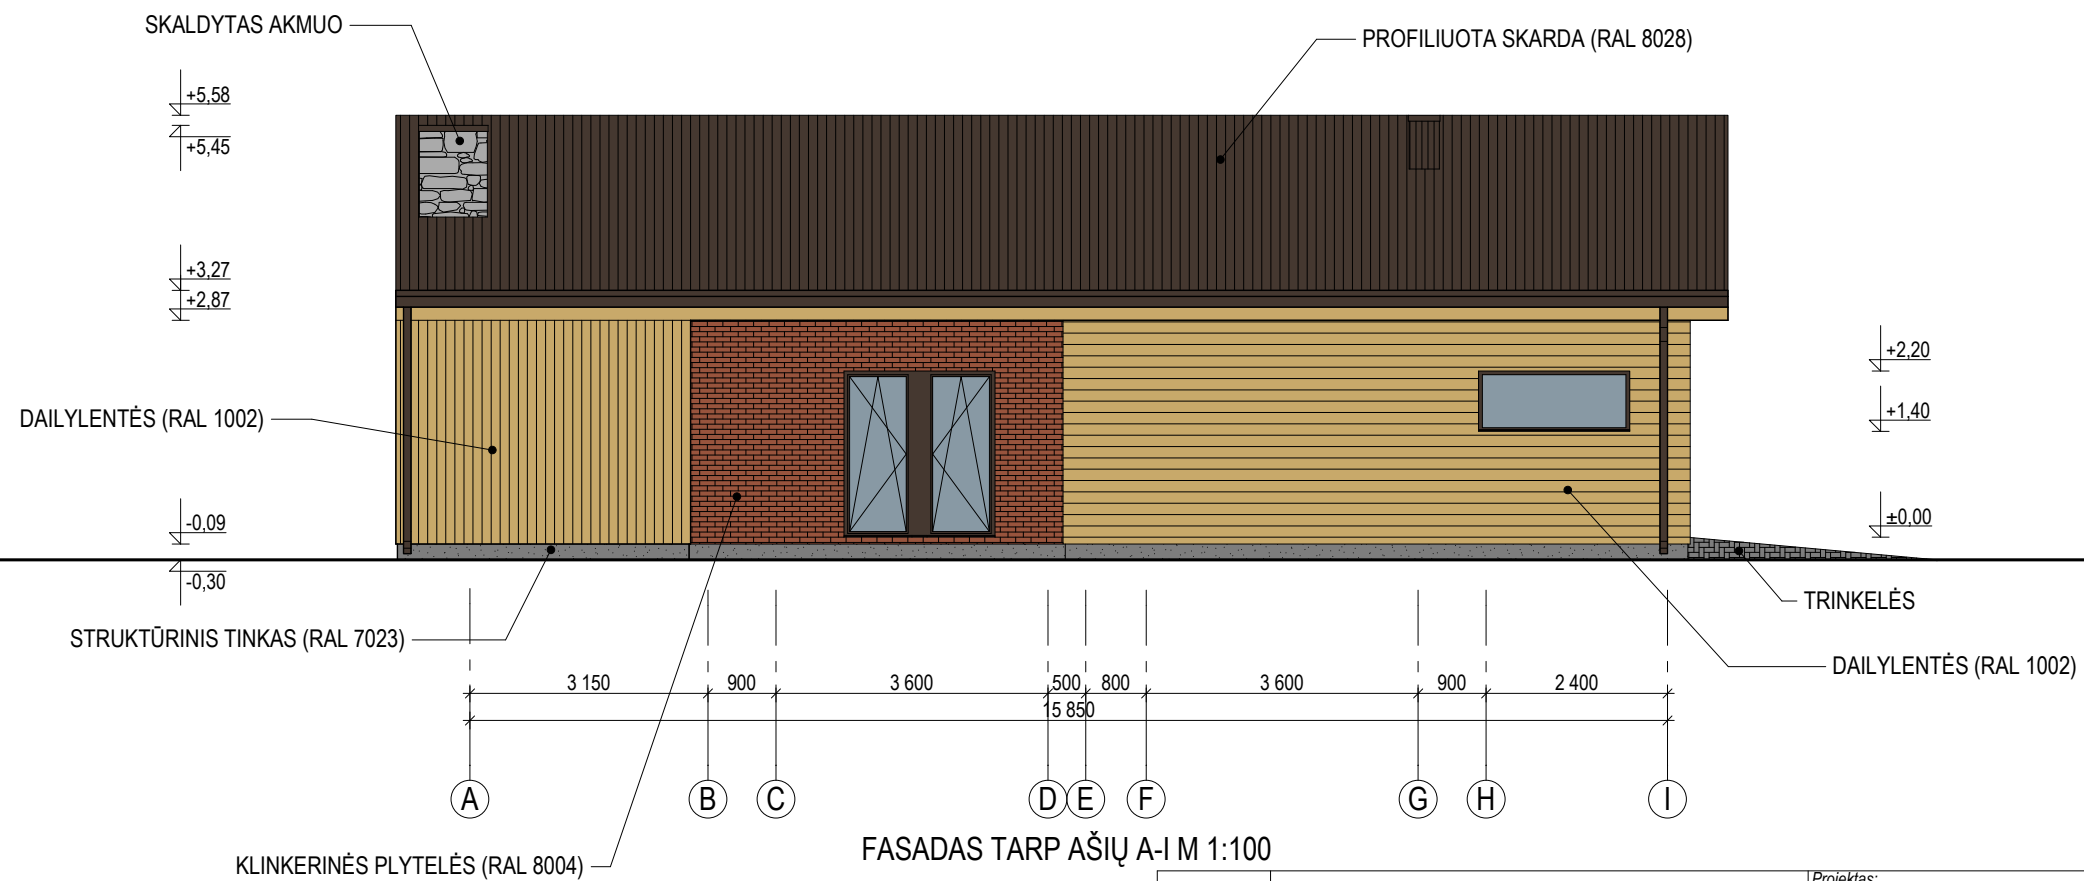 SKALDYTAS AKMUO
PROFILIUOTA SKARDA (RAL 8028)
+5,58
+5,45
+3,27
+2,87
+2,20
+1,40
DAILYLENTĖS (RAL 1002)
-0,09
±0,00
-0,30
TRINKELĖS
STRUKTŪRINIS TINKAS (RAL 7023)
DAILYLENTĖS (RAL 1002)
3 150 900 3 600 500 800 3 600 900 2 400
15 850
A B C D E F G H I
FASADAS TARP AŠIŲ A-I M 1:100
KLINKERINĖS PLYTELĖS (RAL 8004)
Projektas: